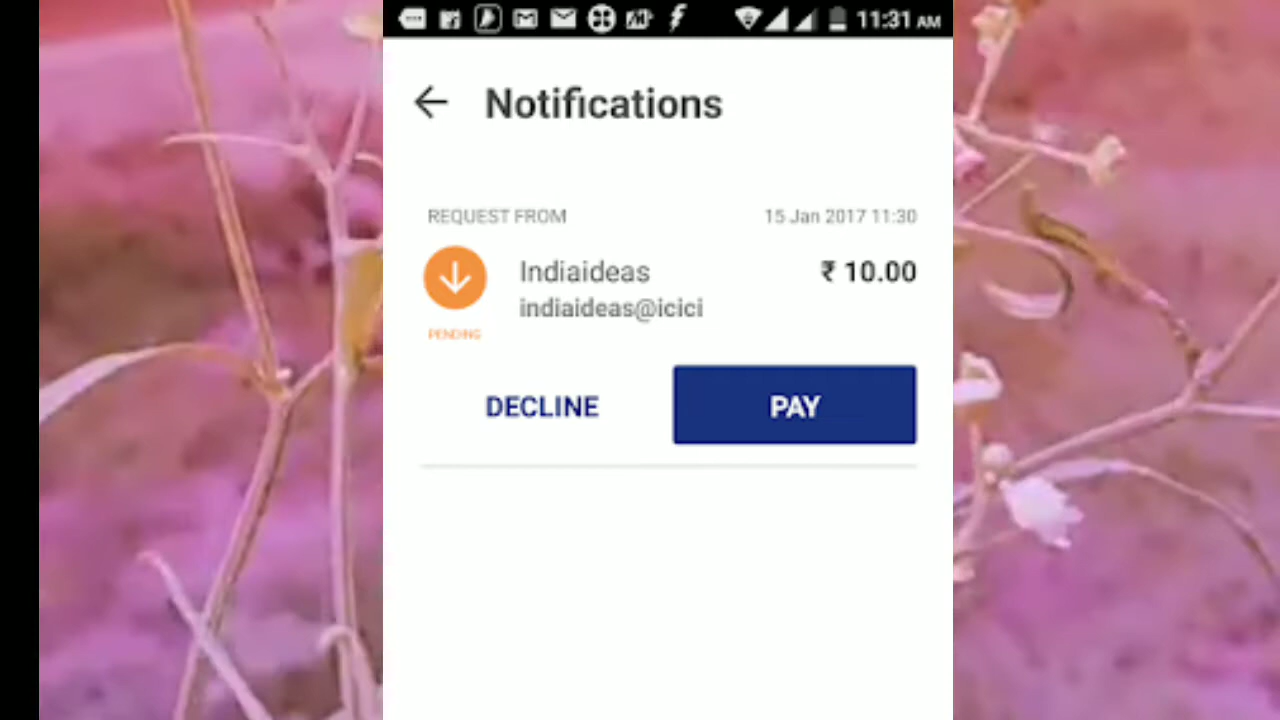 11:31 AM
Notifications
REQUEST FROM
15 Jan 2017 11:30
Indiaideas
₹ 10.00
indiaideas@icici
PENDING
DECLINE
PAY